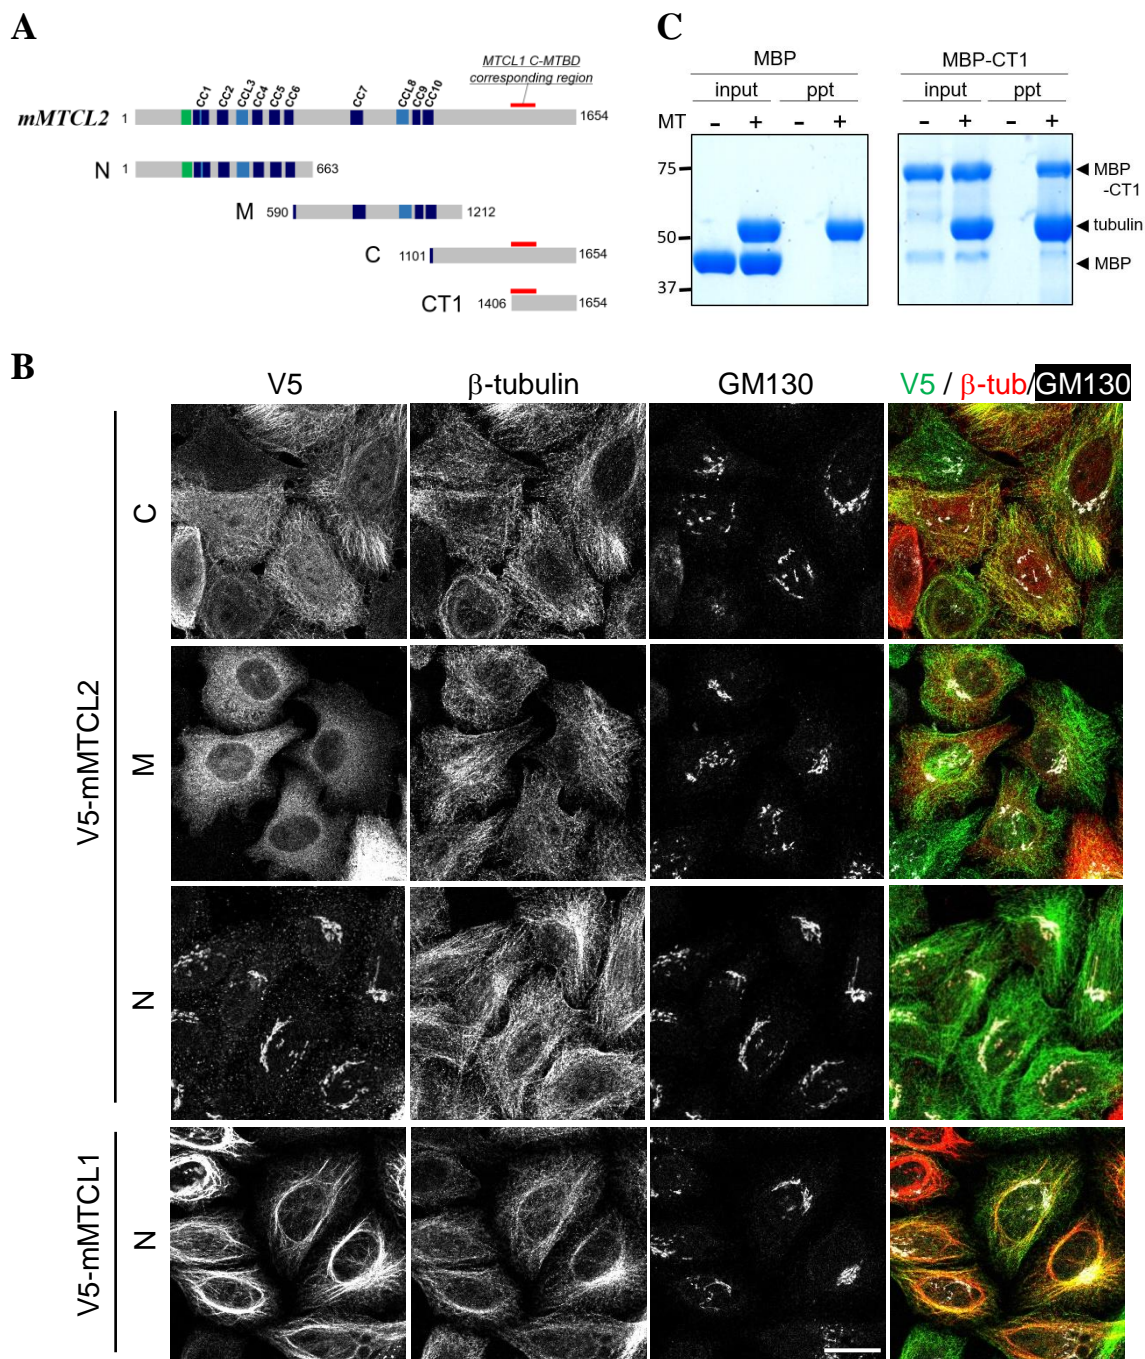 A
MTCL1 C-MTBD
corresponding region
CC1 CC2 CCL3 CC4 CC5 CC6 CC7 CCL8 CC9 CC10
mMTCL2 1 1654
N 1 663
M 590 1212
C 1101 1654
CT1 1406 1654
C
MBP MBP-CT1
input ppt input ppt
MT - + - + - + - +
75
50
37
MBP
-CT1
tubulin
MBP
B
V5 β-tubulin GM130 V5 / β-tub/GM130
V5-mMTCL2
C
M
N
V5-mMTCL1
N